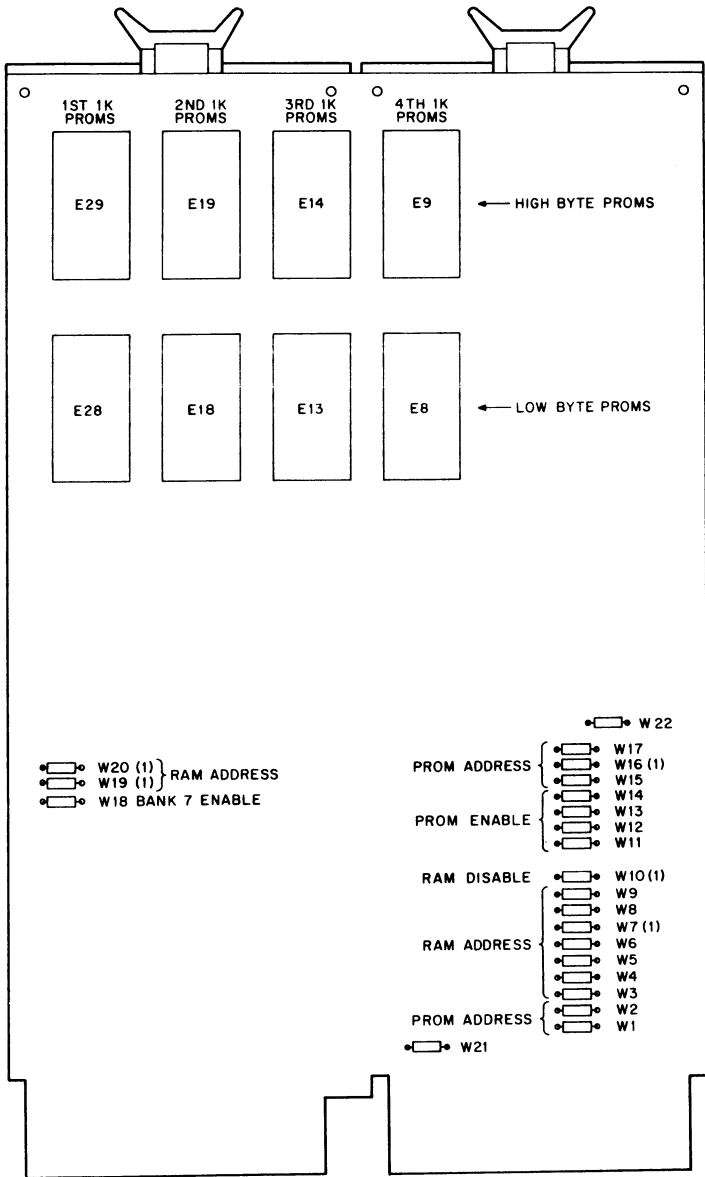 1ST 1K PROMS
2ND 1K PROMS
3RD 1K PROMS
4TH 1K PROMS
E29
E19
E14
E9
HIGH BYTE PROMS
E28
E18
E13
E8
LOW BYTE PROMS
W22
W20 (1)
W19 (1)
RAM ADDRESS
W18 BANK 7 ENABLE
PROM ADDRESS
W17
W16 (1)
W15
PROM ENABLE
W14
W13
W12
W11
RAM DISABLE
W10 (1)
RAM ADDRESS
W9
W8
W7 (1)
W6
W5
W4
W3
PROM ADDRESS
W2
W1
W21